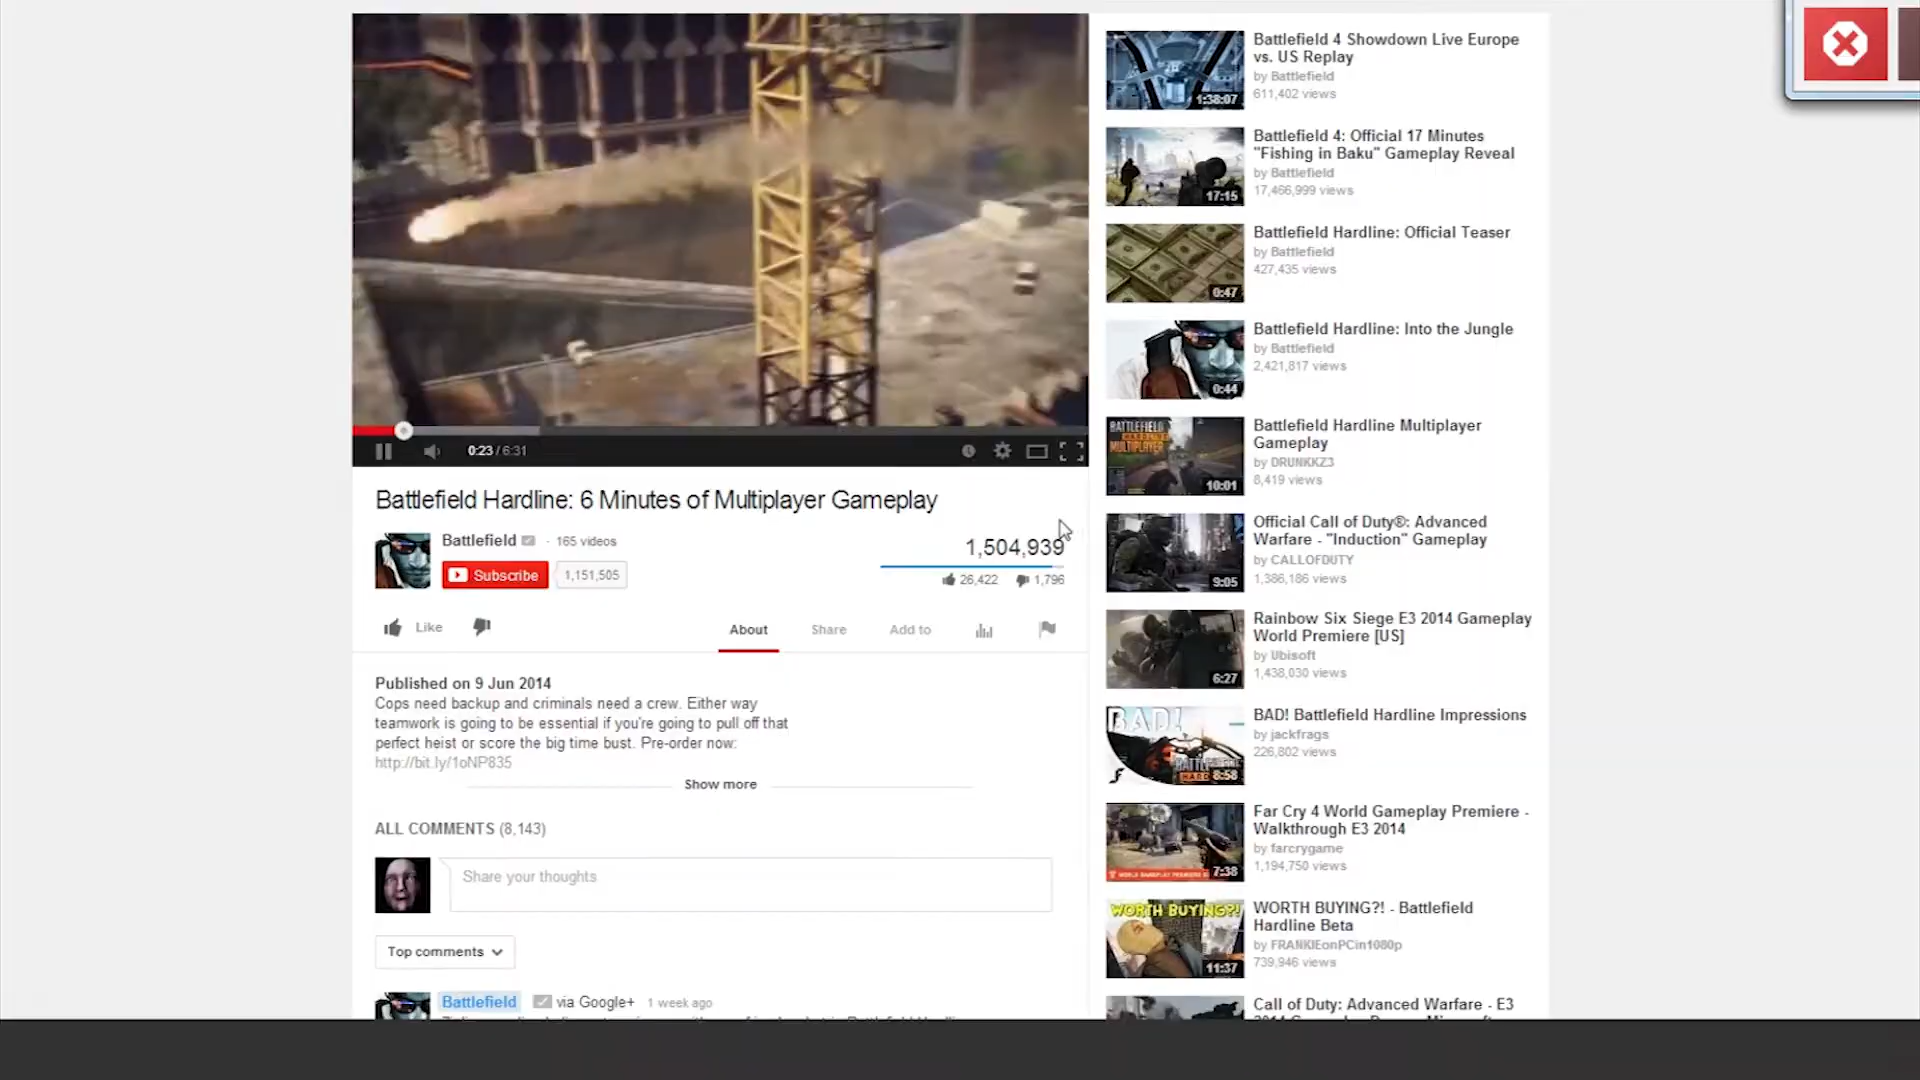 0:23 / 6:31
Battlefield Hardline: 6 Minutes of Multiplayer Gameplay
Battlefield
· 165 videos
Subscribe
1,151,505
1,504,939
26,422
1,796
Like
About
Share
Add to
Published on 9 Jun 2014
Cops need backup and criminals need a crew. Either way
teamwork is going to be essential if you're going to pull off that
perfect heist or score the big time bust. Pre-order now:
http://bit.ly/1oNP835
Show more
ALL COMMENTS (8,143)
Share your thoughts
Top comments
Battlefield
via Google+
1 week ago
Battlefield 4 Showdown Live Europe
vs. US Replay
by Battlefield
611,402 views
1:38:07
Battlefield 4: Official 17 Minutes
"Fishing in Baku" Gameplay Reveal
by Battlefield
17,466,999 views
17:15
Battlefield Hardline: Official Teaser
by Battlefield
427,435 views
0:47
Battlefield Hardline: Into the Jungle
by Battlefield
2,421,817 views
0:44
Battlefield Hardline Multiplayer
Gameplay
by DRUNKKZ3
8,419 views
BATTLEFIELD
HARDLINE
MULTIPLAYER
10:01
Official Call of Duty®: Advanced
Warfare - "Induction" Gameplay
by CALLOFDUTY
1,386,186 views
9:05
Rainbow Six Siege E3 2014 Gameplay
World Premiere [US]
by Ubisoft
1,438,030 views
6:27
BAD! Battlefield Hardline Impressions
by jackfrags
226,802 views
BAD!
8:58
Far Cry 4 World Gameplay Premiere -
Walkthrough E3 2014
by farcrygame
1,194,750 views
7:38
WORTH BUYING?! - Battlefield
Hardline Beta
by FRANKIEonPCin1080p
739,946 views
WORTH BUYING?!
11:37
Call of Duty: Advanced Warfare - E3